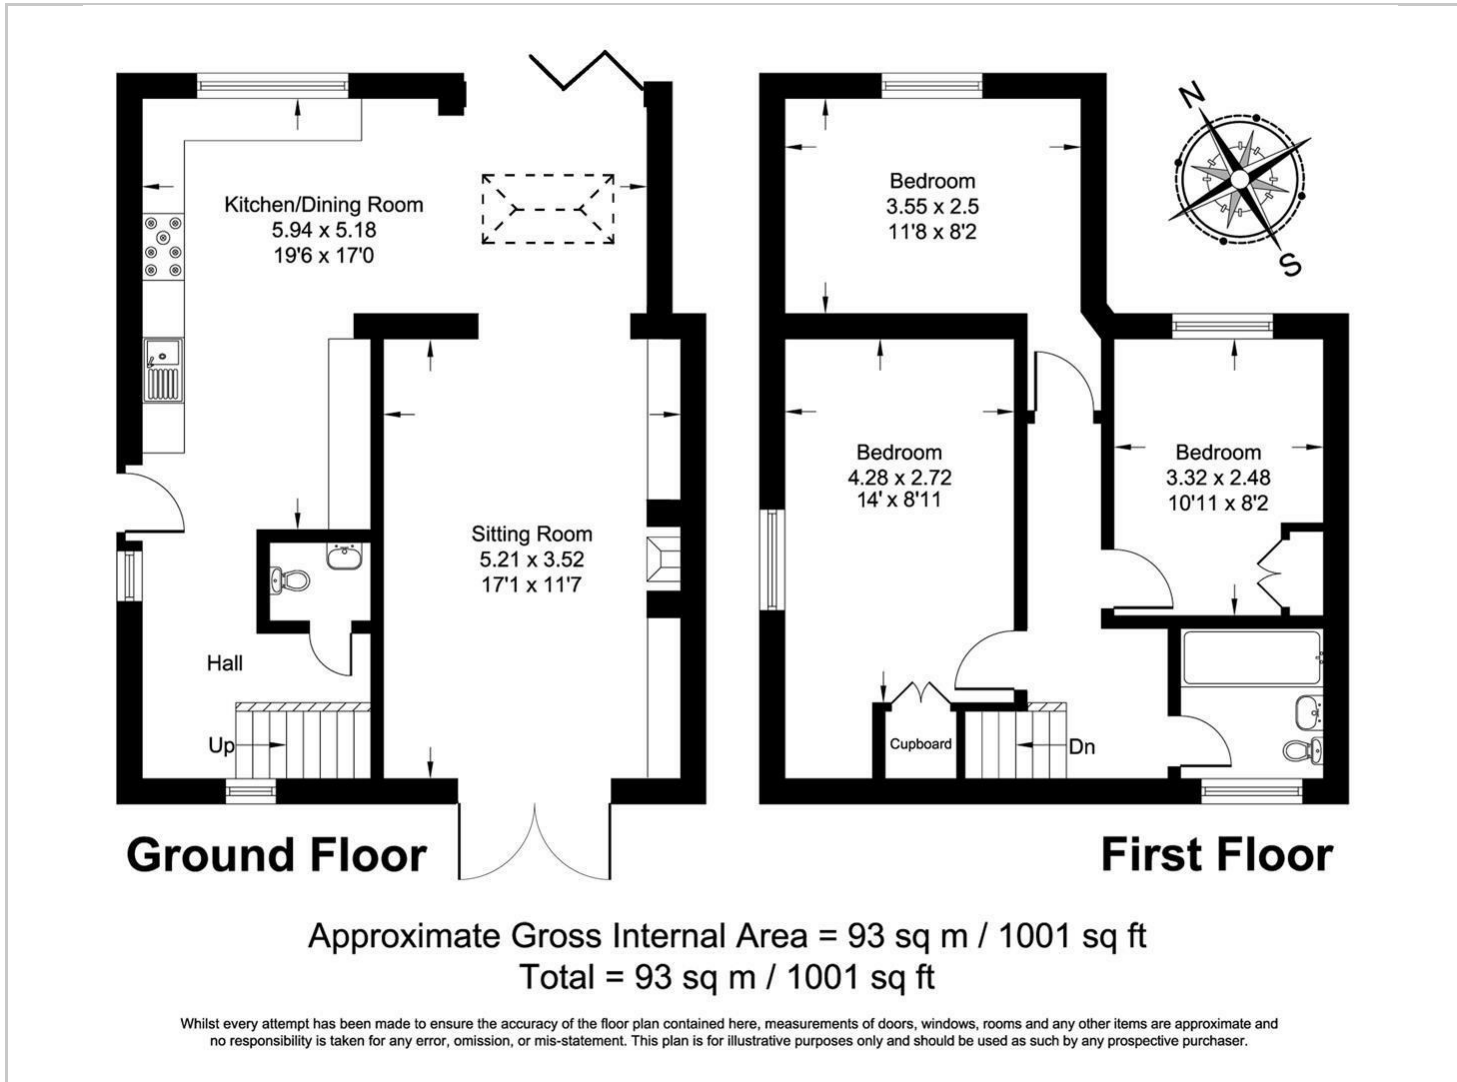 Kitchen/Dining Room
5.94 x 5.18
19'6 x 17'0
Sitting Room
5.21 x 3.52
17'1 x 11'7
Hall
Up
Ground Floor
Bedroom
3.55 x 2.5
11'8 x 8'2
N
S
Bedroom
4.28 x 2.72
14' x 8'11
Bedroom
3.32 x 2.48
10'11 x 8'2
Cupboard
Dn
First Floor
Approximate Gross Internal Area = 93 sq m / 1001 sq ft
Total = 93 sq m / 1001 sq ft
Whilst every attempt has been made to ensure the accuracy of the floor plan contained here, measurements of doors, windows, rooms and any other items are approximate and
no responsibility is taken for any error, omission, or mis-statement. This plan is for illustrative purposes only and should be used as such by any prospective purchaser.